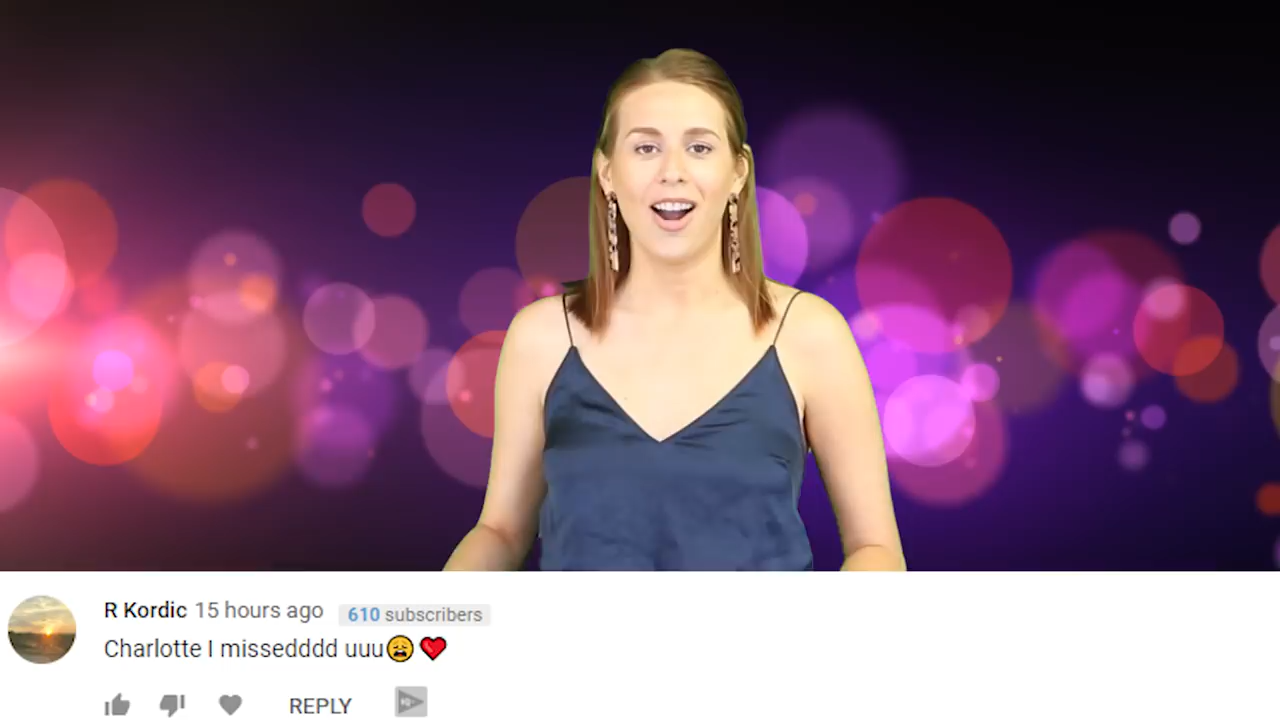 R Kordic 15 hours ago 610 subscribers
Charlotte I missedddd uuu😩❤️
REPLY